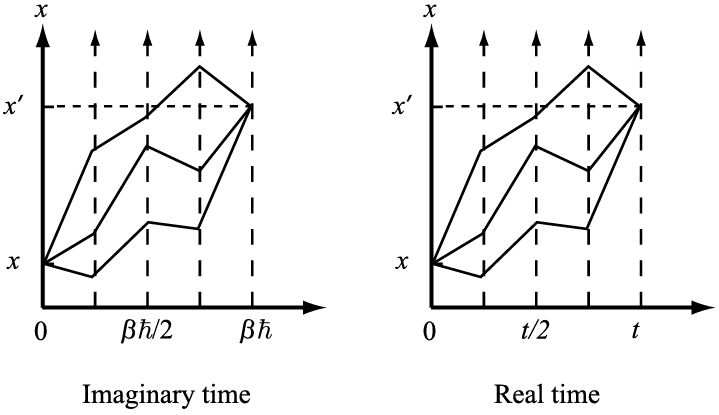 x x
x′ x′
x x
0 βħ/2 βħ 0 t/2 t
Imaginary time Real time